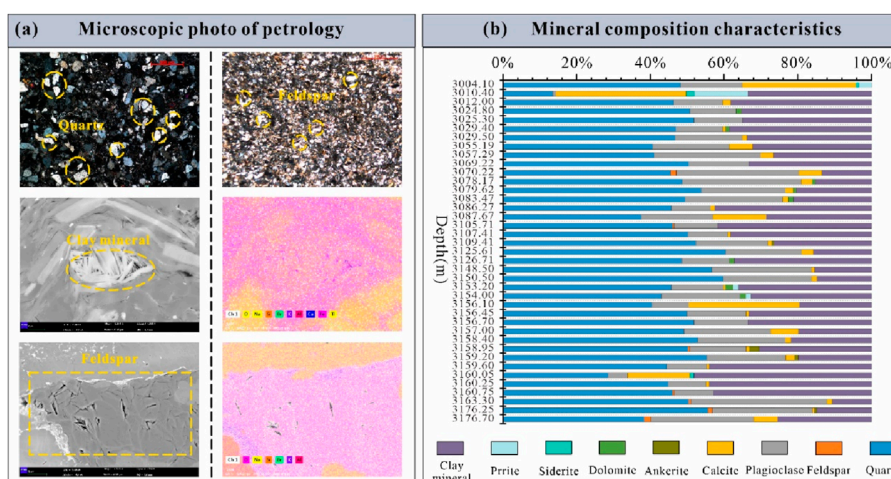 (a) Microscopic photo of petrology
Quartz
Feldspar
Clay mineral
Feldspar
(b) Mineral composition characteristics
0% 20% 40% 60% 80% 100%
3004.10
3010.40
3012.00
3024.80
3025.30
3029.40
3029.50
3055.19
3057.29
3069.22
3070.22
3078.17
3079.62
3083.47
3086.27
3087.67
3105.71
3107.41
3109.41
3125.61
3126.71
3148.50
3150.50
3153.20
3154.00
3156.10
3156.45
3156.70
3157.00
3158.40
3158.95
3159.20
3159.60
3160.05
3160.25
3160.75
3163.30
3176.25
3176.70
Depth(m)
Clay mineral
Prrite
Siderite
Dolomite
Ankerite
Calcite
Plagioclase
Feldspar
Quar